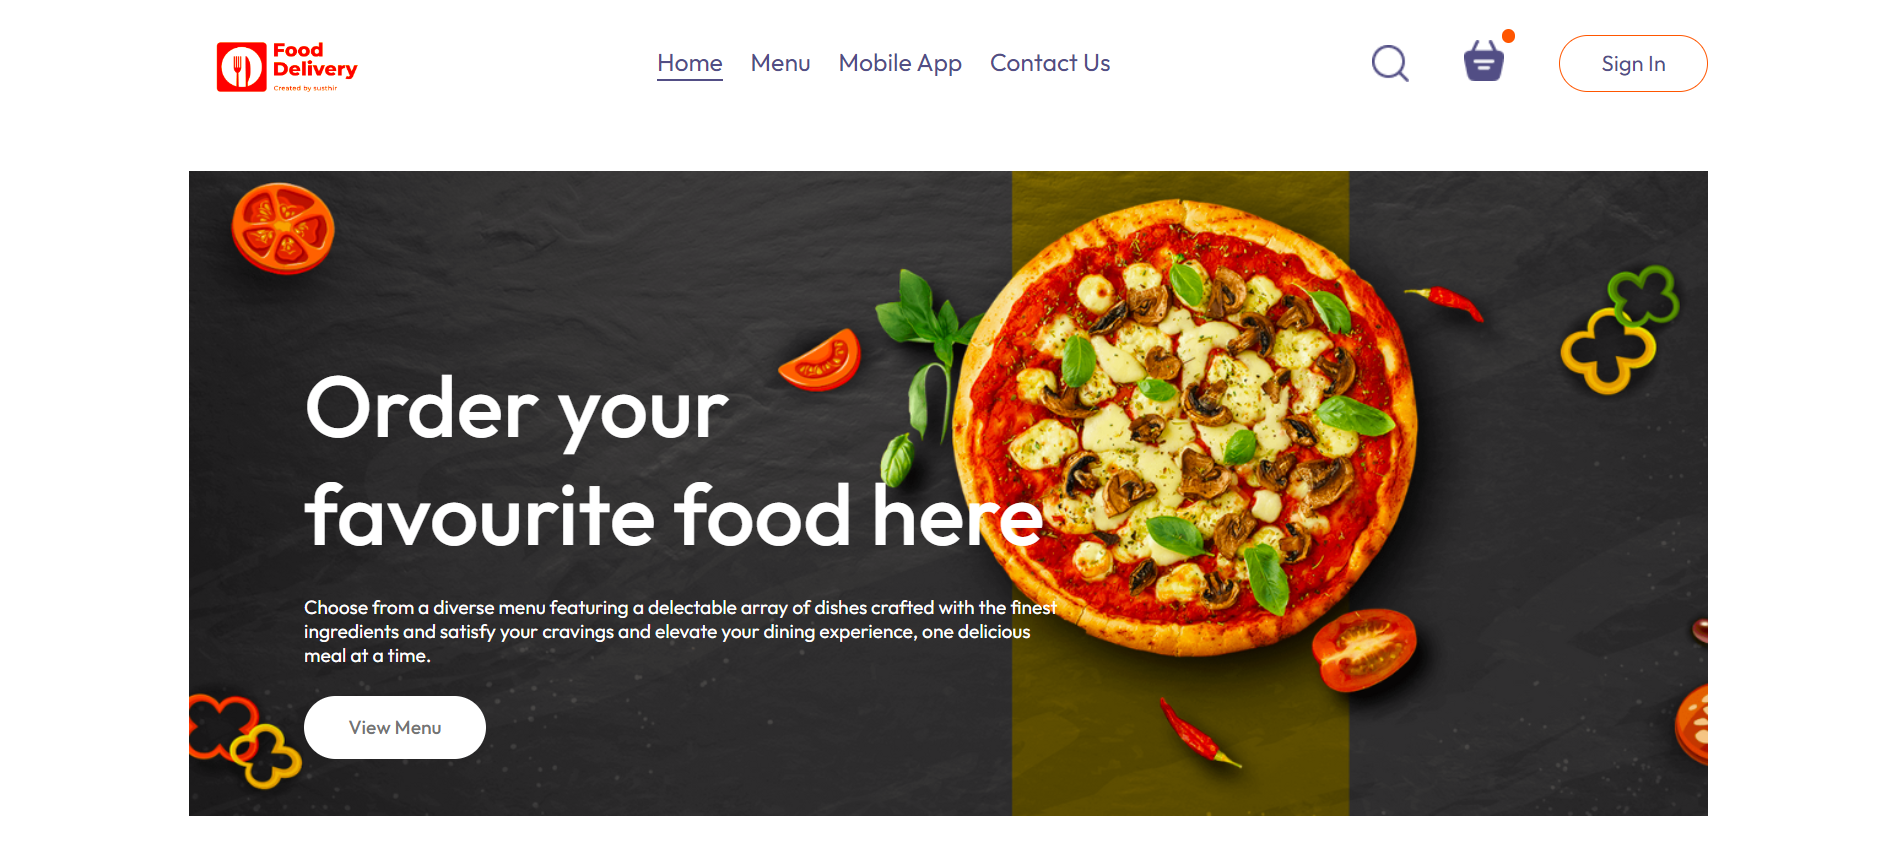 Food
Delivery
Created by susthir
Home Menu Mobile App Contact Us
Sign In
Order your
favourite food here
Choose from a diverse menu featuring a delectable array of dishes crafted with the finest
ingredients and satisfy your cravings and elevate your dining experience, one delicious
meal at a time.
View Menu